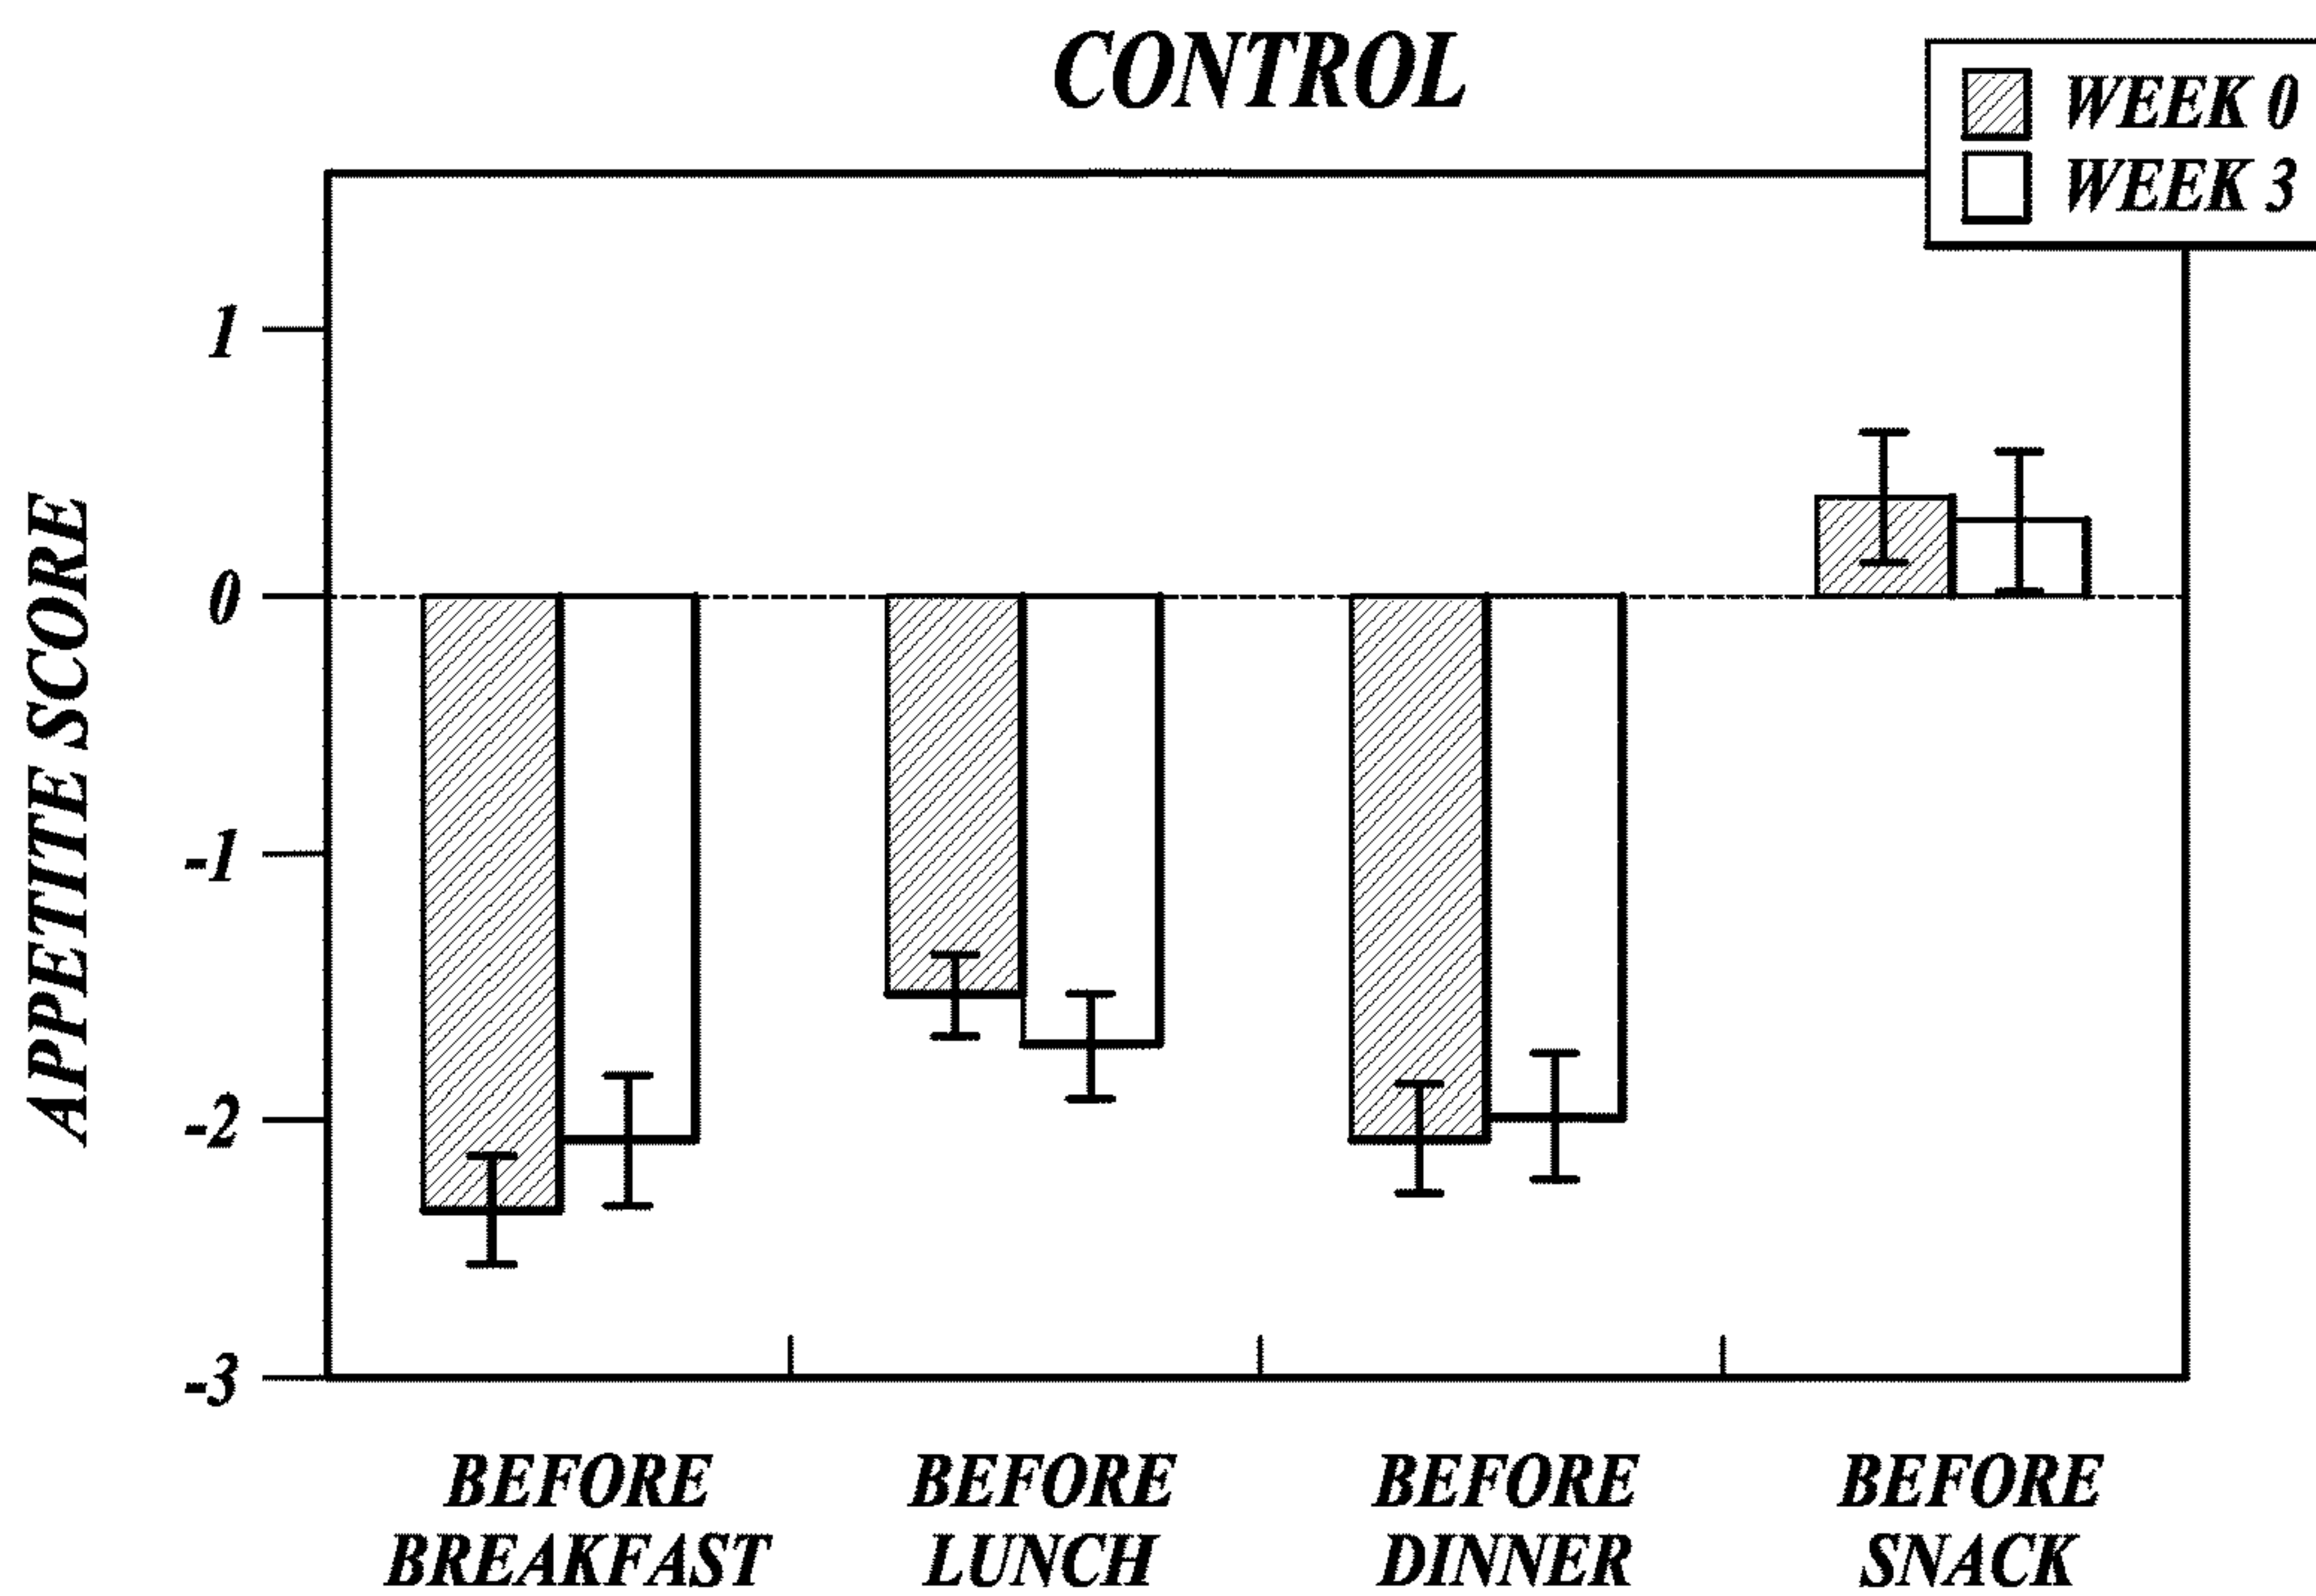 CONTROL
WEEK 0
WEEK 3
APPETITE SCORE
1
0
-1
-2
-3
BEFORE BREAKFAST
BEFORE LUNCH
BEFORE DINNER
BEFORE SNACK